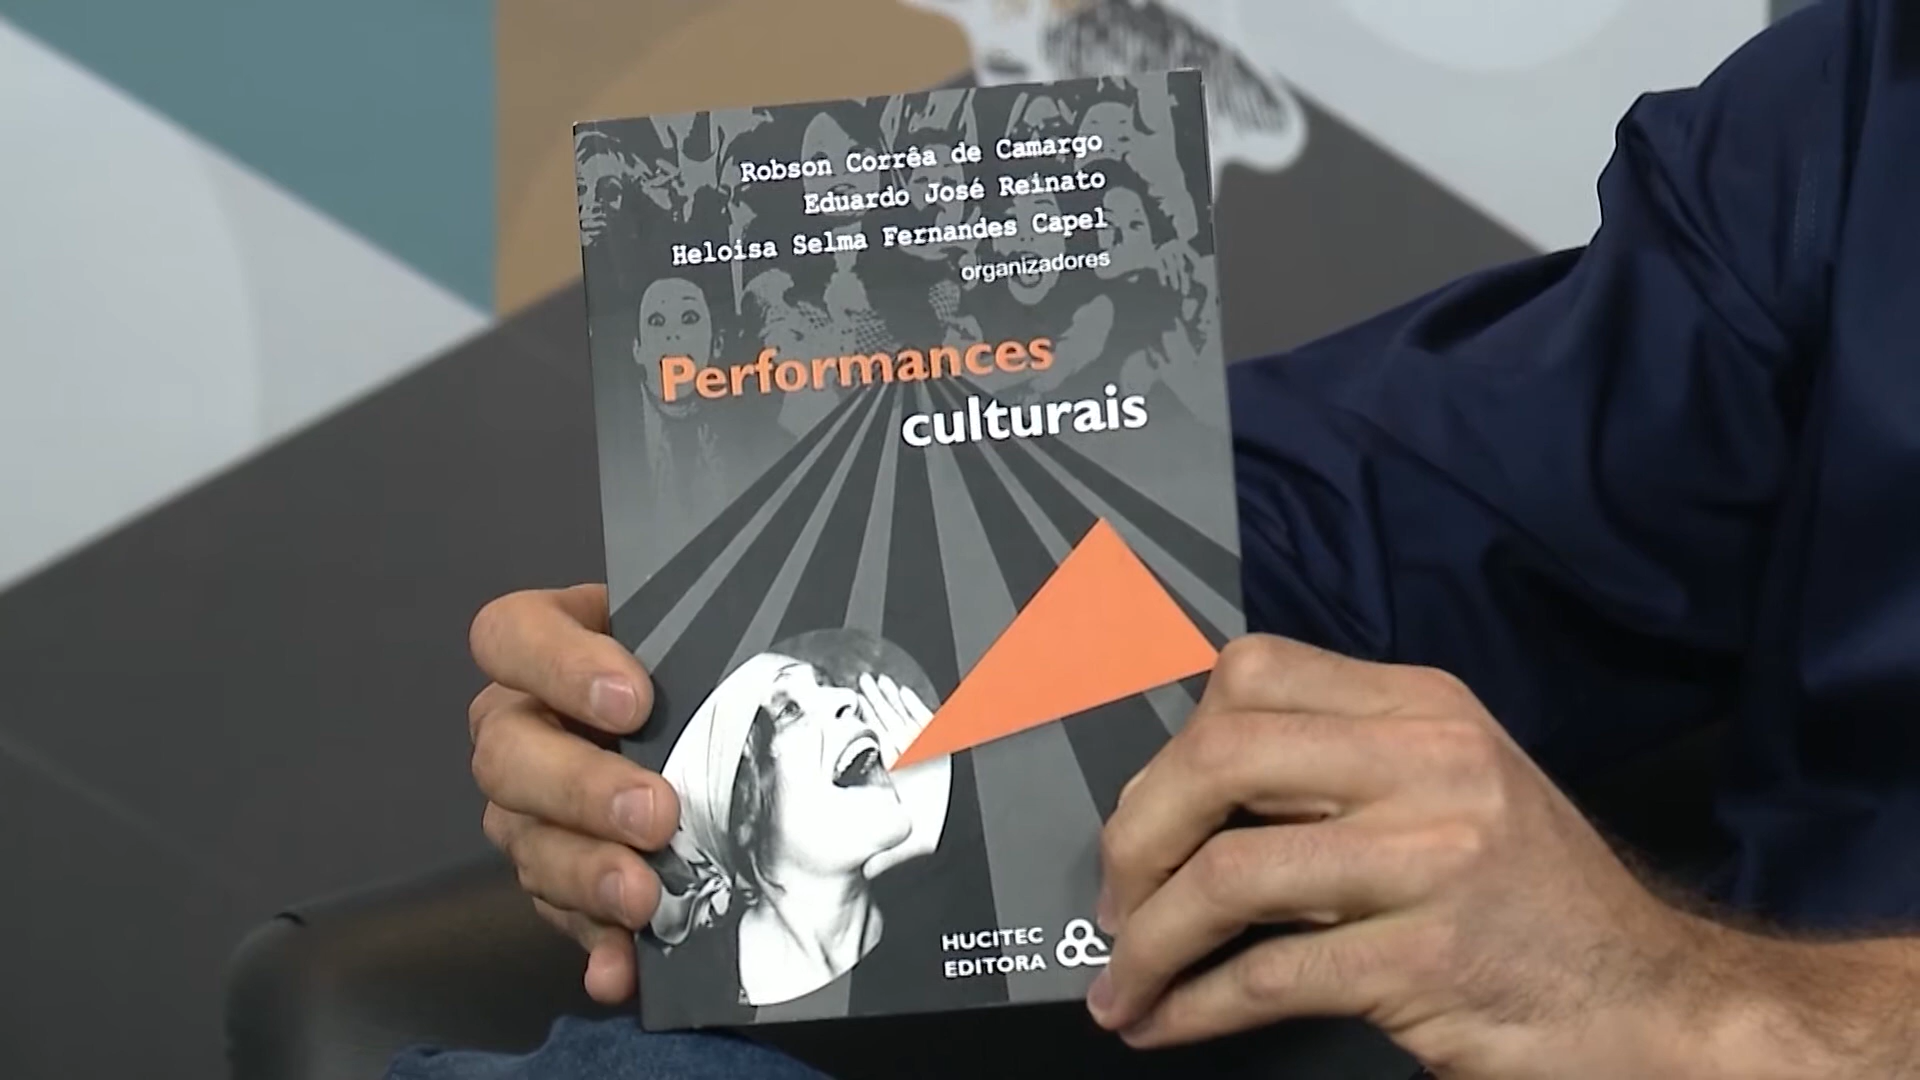 Robson Corrêa de Camargo
Eduardo José Reinato
Heloisa Selma Fernandes Capel
organizadores
Performances
culturais
HUCITEC
EDITORA